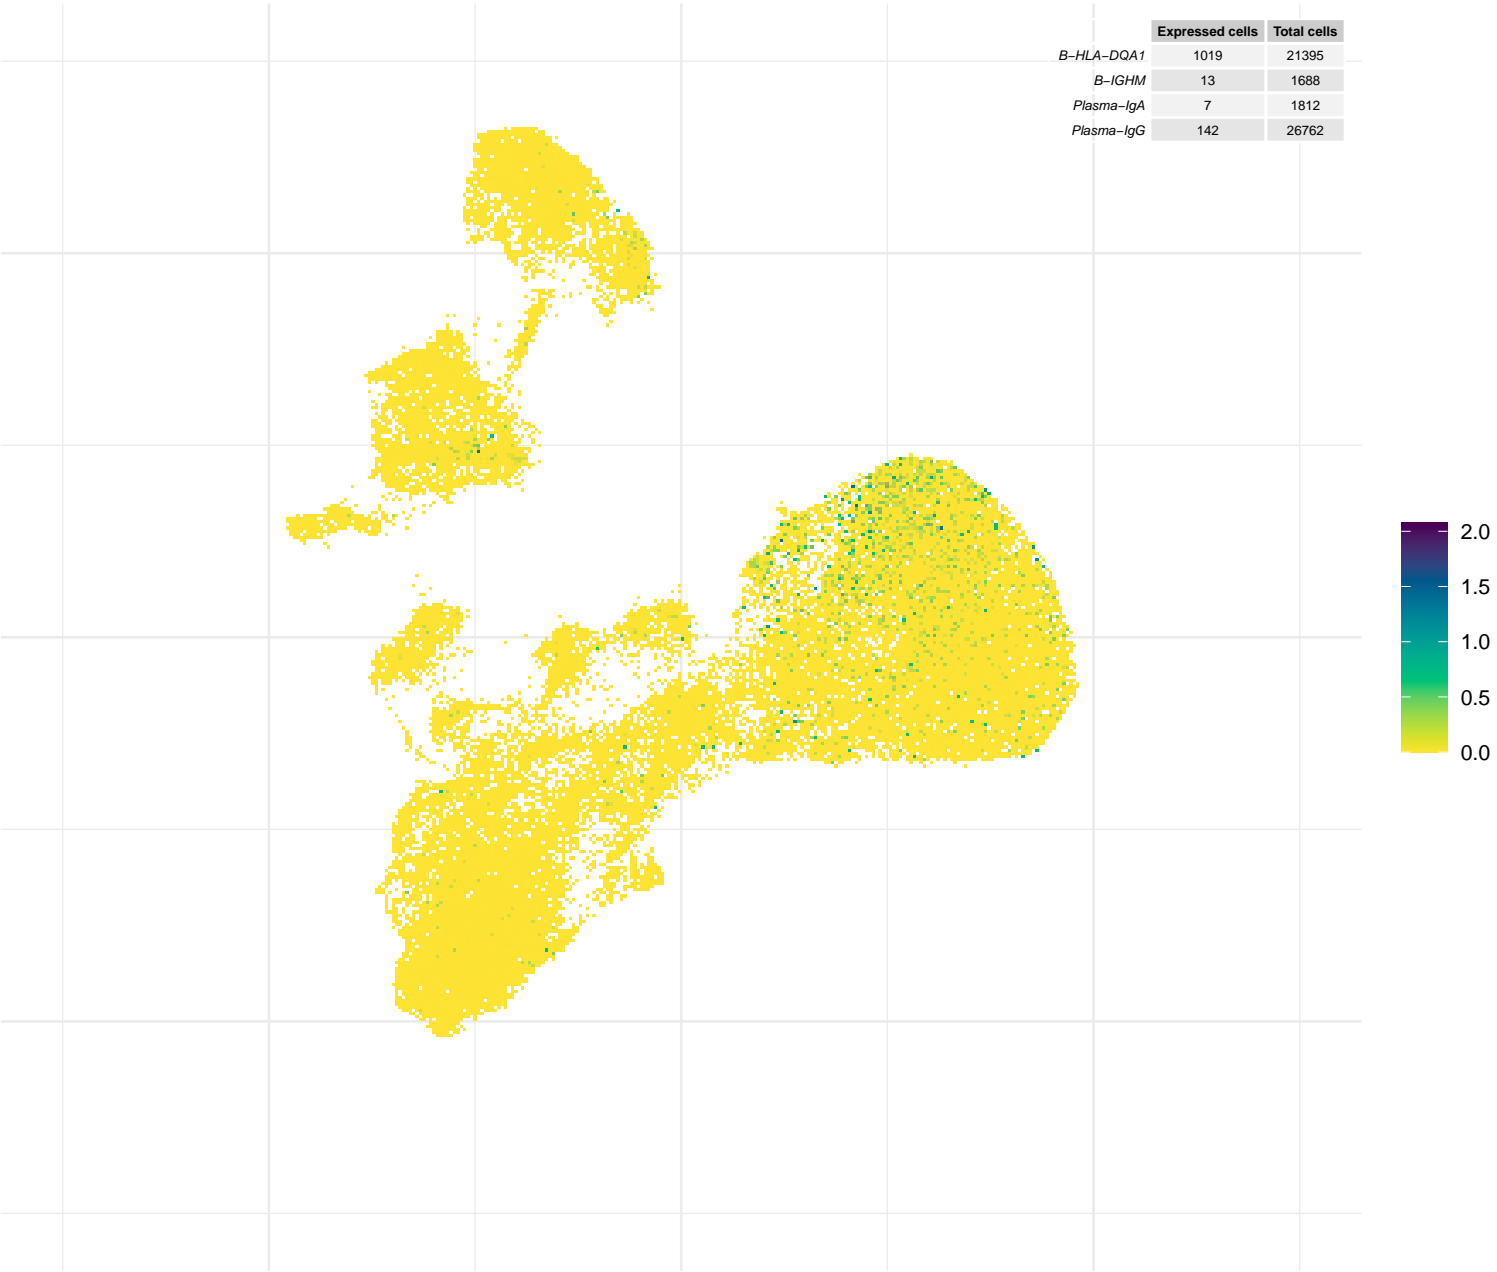 Expressed cells Total cells
B−HLA−DQA1 1019 21395
B−IGHM 13 1688
Plasma−IgA 7 1812
Plasma−IgG 142 26762
2.0
1.5
1.0
0.5
0.0